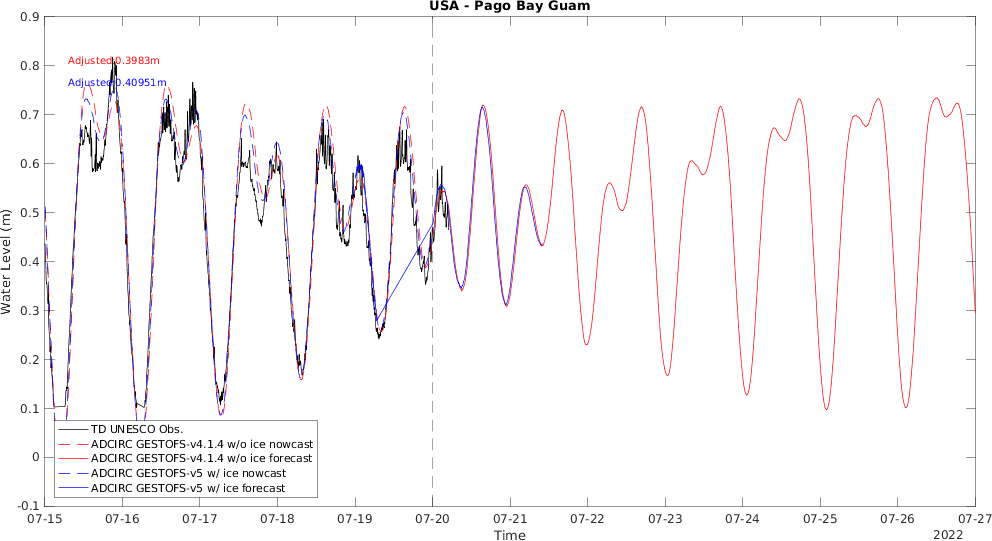 USA - Pago Bay Guam
0.9
0.8
0.7
0.6
0.5
0.4
0.3
0.2
0.1
0
-0.1
Water Level (m)
Adjusted 0.3983m
Adjusted 0.40951m
TD UNESCO Obs.
ADCIRC GESTOFS-v4.1.4 w/o ice nowcast
ADCIRC GESTOFS-v4.1.4 w/o ice forecast
ADCIRC GESTOFS-v5 w/ ice nowcast
ADCIRC GESTOFS-v5 w/ ice forecast
07-15 07-16 07-17 07-18 07-19 07-20 07-21 07-22 07-23 07-24 07-25 07-26 07-27
Time
2022